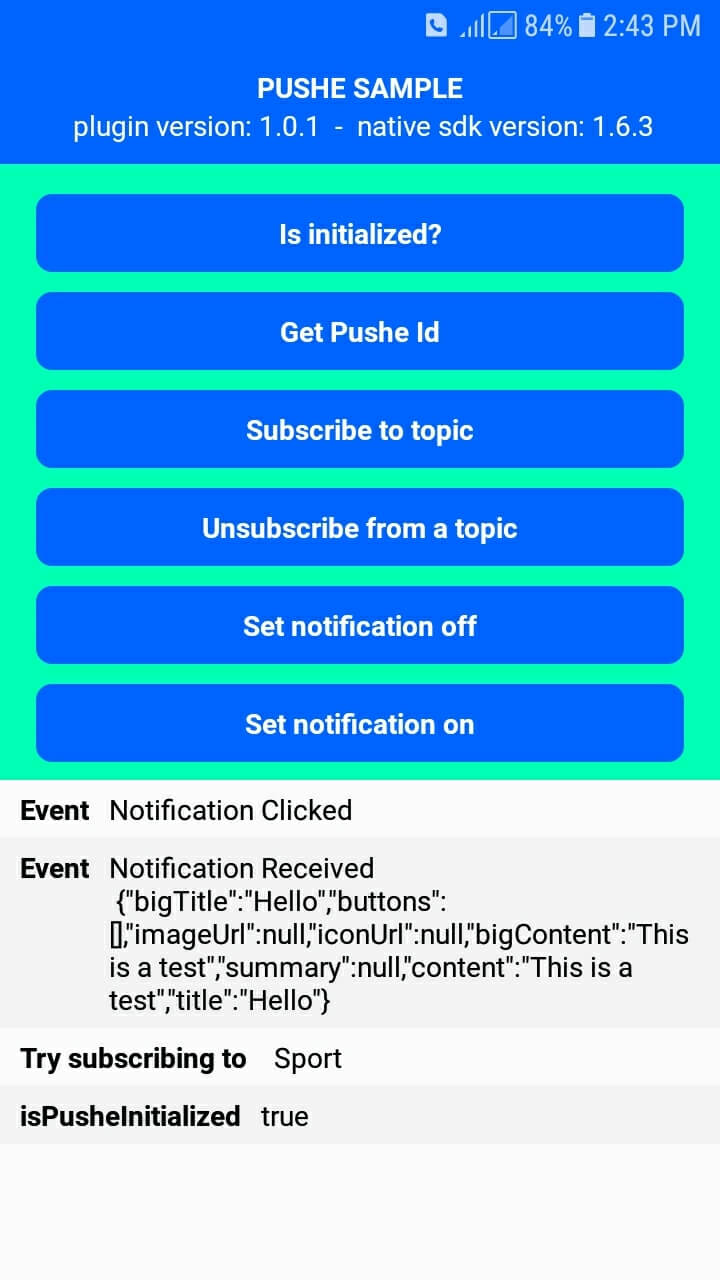 84% 2:43 PM
PUSHE SAMPLE
plugin version: 1.0.1 - native sdk version: 1.6.3
Is initialized?
Get Pushe Id
Subscribe to topic
Unsubscribe from a topic
Set notification off
Set notification on
Event Notification Clicked
Event Notification Received
{"bigTitle":"Hello","buttons":
[],"imageUrl":null,"iconUrl":null,"bigContent":"This
is a test","summary":null,"content":"This is a
test","title":"Hello"}
Try subscribing to Sport
isPusheInitialized true